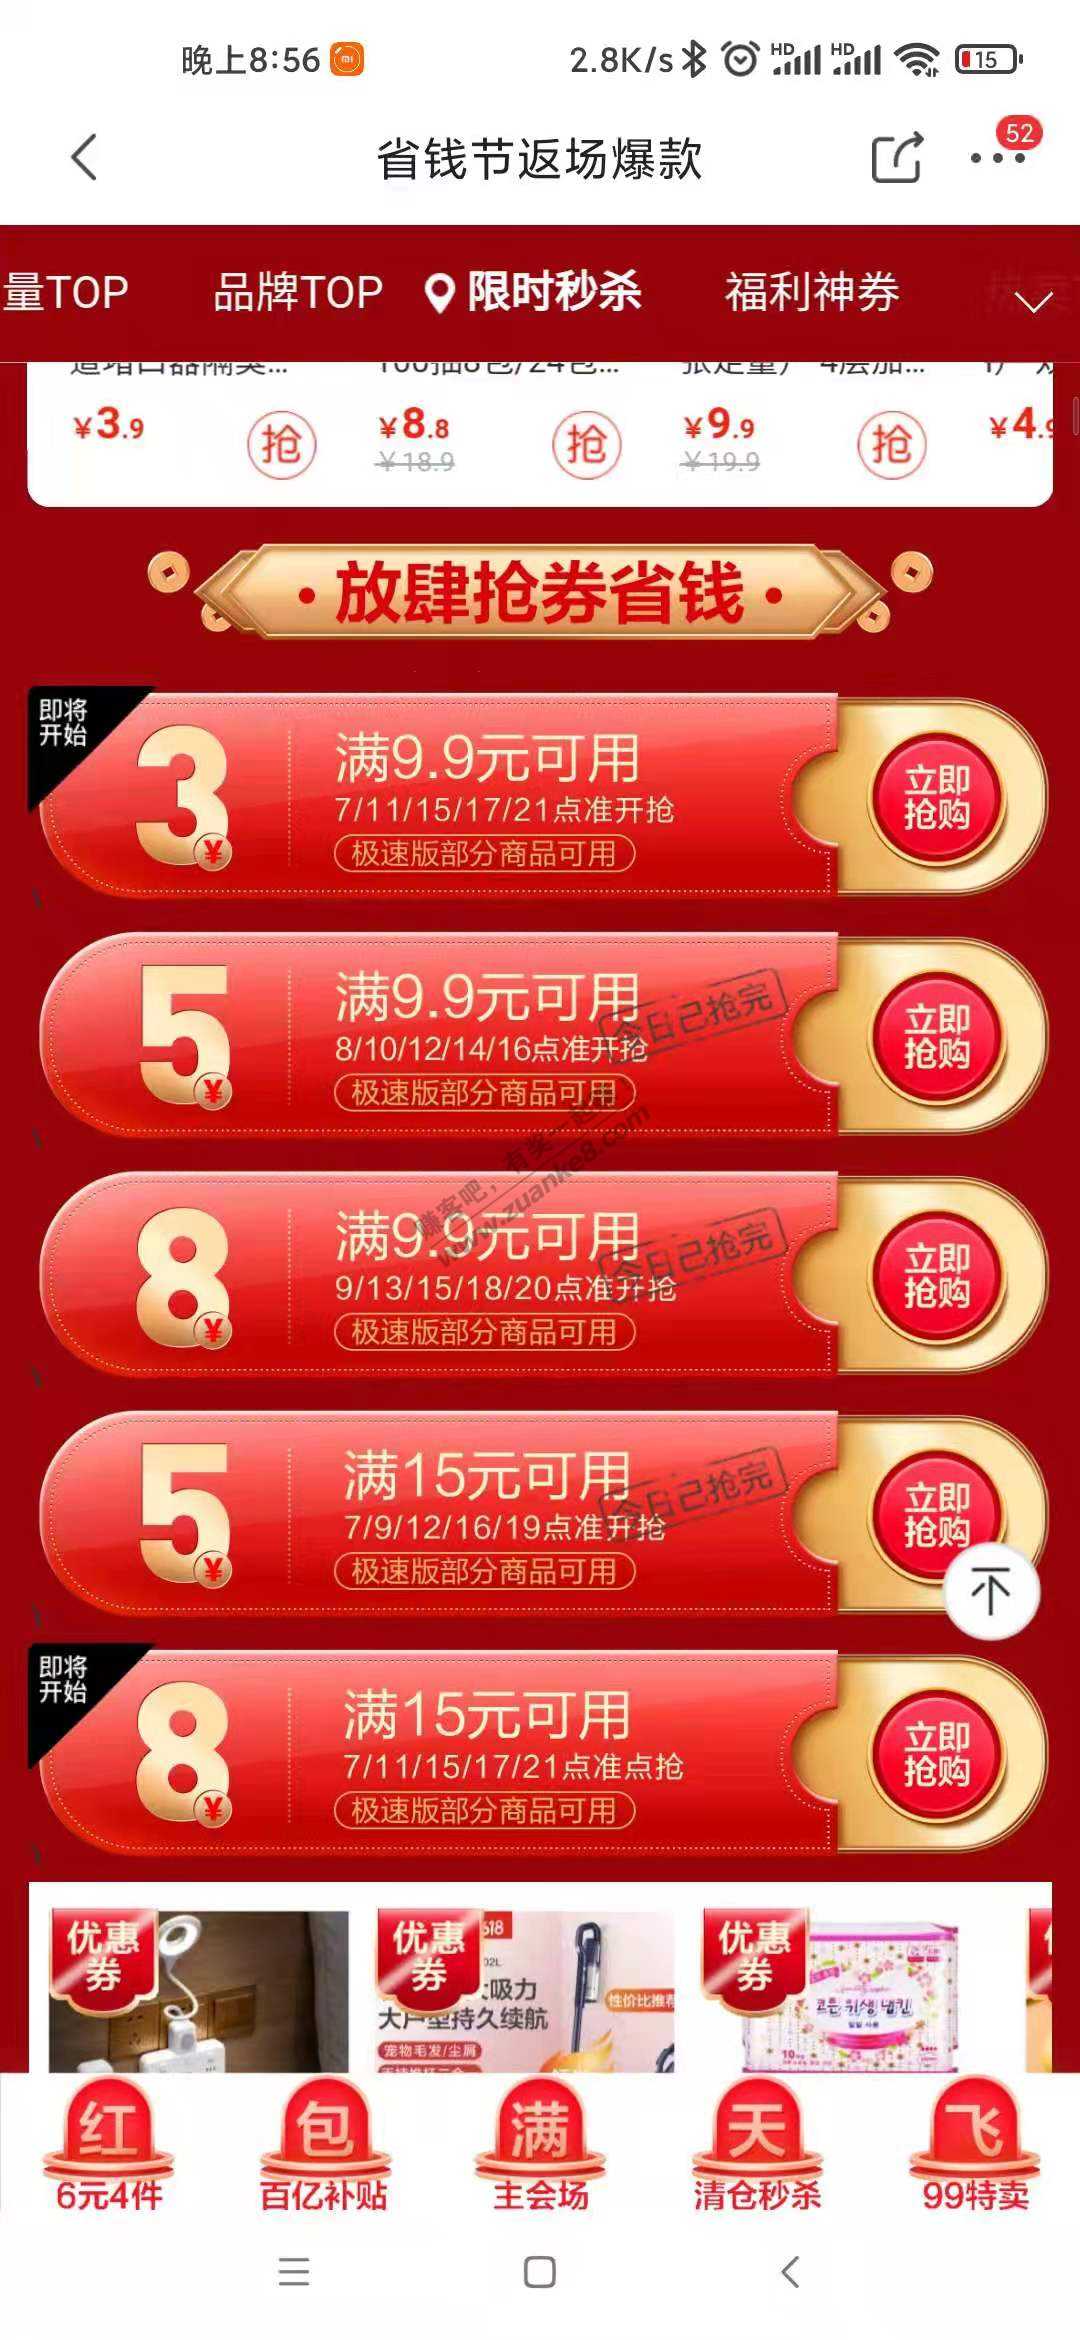 晚上8:56
2.8K/s
15
省钱节返场爆款
52
量TOP 品牌TOP 限时秒杀 福利神券
¥3.9 抢 ¥8.8 抢 ¥9.9 抢 ¥4.9
¥18.9 ¥19.9
放肆抢券省钱
即将
开始
3¥
满9.9元可用
7/11/15/17/21点准开抢
极速版部分商品可用
立即
抢购
5¥
满9.9元可用
8/10/12/14/16点准开抢
极速版部分商品可用
今日已抢完
立即
抢购
赚客吧,有奖一起赚!
www.zuanke8.com
8¥
满9.9元可用
9/13/15/18/20点准开抢
极速版部分商品可用
今日已抢完
立即
抢购
5¥
满15元可用
7/9/12/16/19点准开抢
极速版部分商品可用
今日已抢完
立即
抢购
即将
开始
8¥
满15元可用
7/11/15/17/21点准点抢
极速版部分商品可用
立即
抢购
优惠
券
优惠
券
618
大吸力
大户型持久续航
宠物毛发/尘屑
性价比推荐
优惠
券
红 包 满 天 飞
6元4件 百亿补贴 主会场 清仓秒杀 99特卖